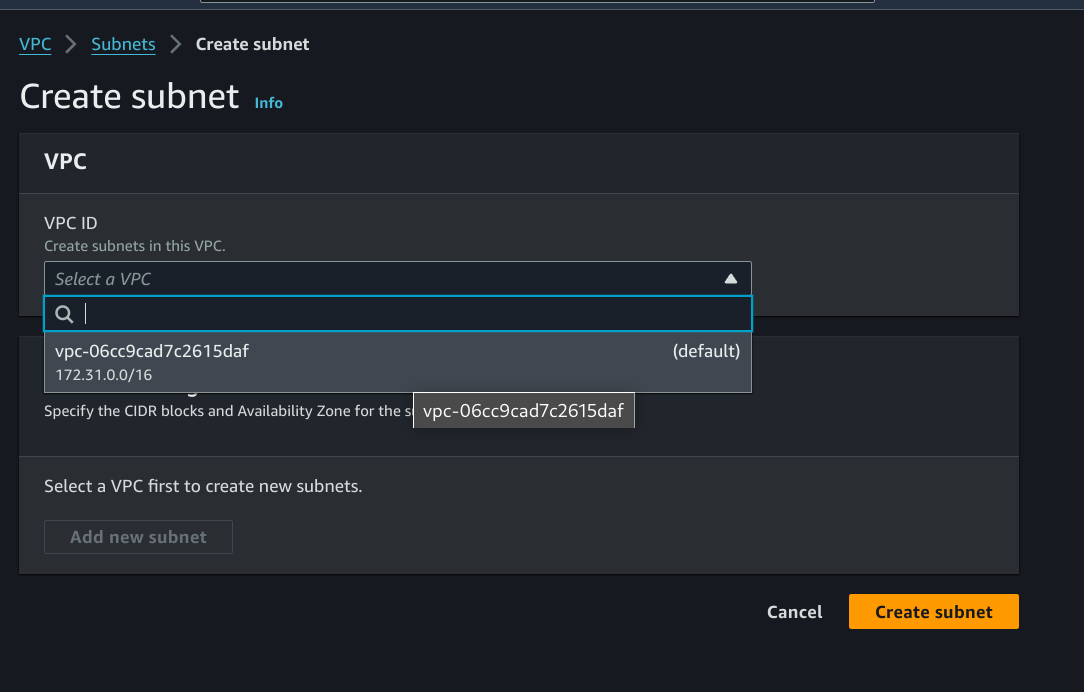 VPC > Subnets > Create subnet
Create subnet Info
VPC
VPC ID
Create subnets in this VPC.
Select a VPC
vpc-06cc9cad7c2615daf (default)
172.31.0.0/16
Specify the CIDR blocks and Availability Zone for the s
vpc-06cc9cad7c2615daf
Select a VPC first to create new subnets.
Add new subnet
Cancel Create subnet